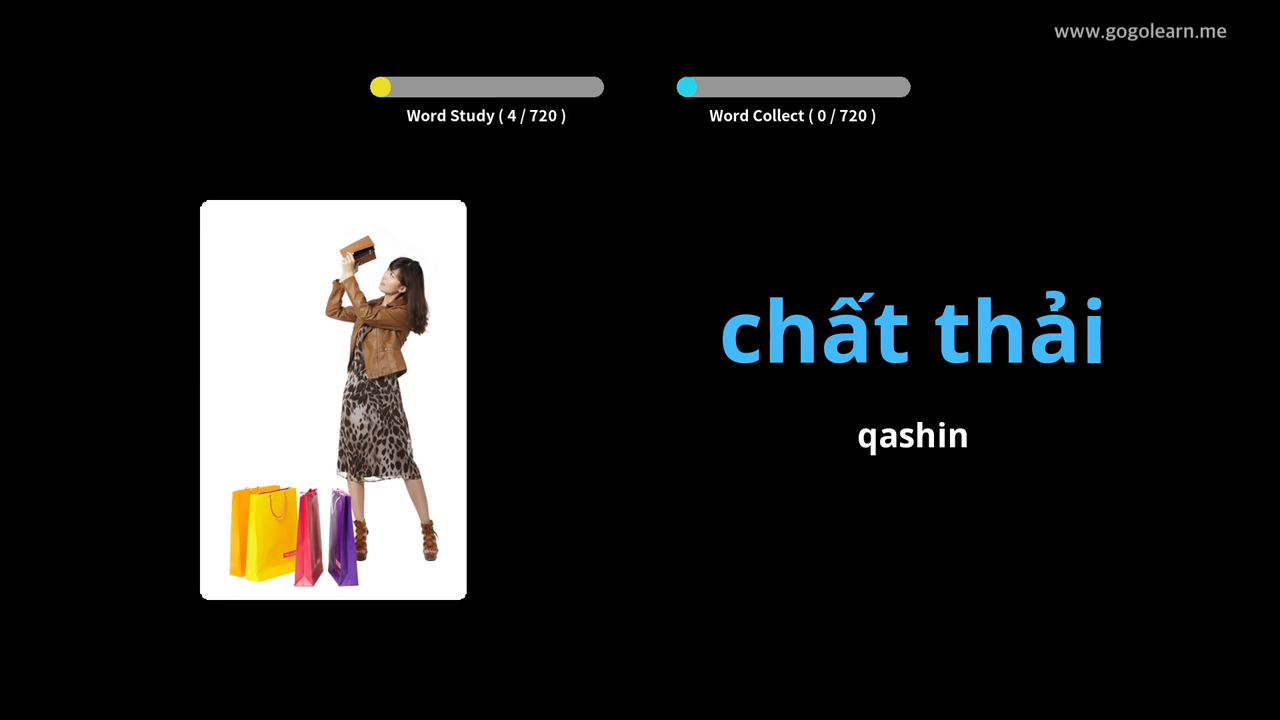 www.gogolearn.me
Word Study ( 4 / 720 )
Word Collect ( 0 / 720 )
chất thải
qashin